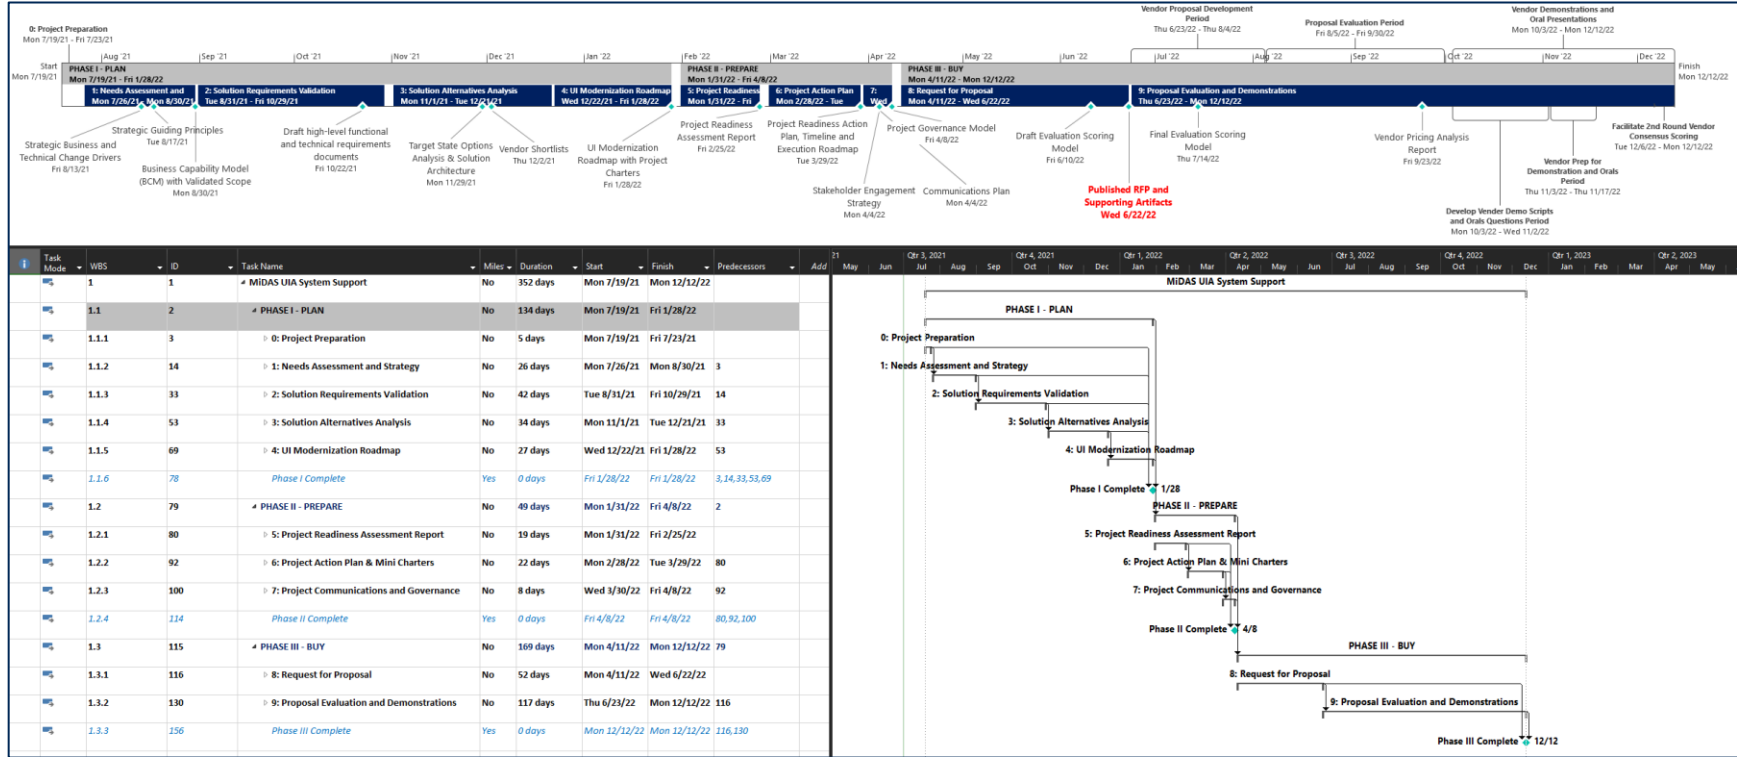 Vendor Proposal Development
Period
Thu 6/23/22 - Thu 8/4/22
Proposal Evaluation Period
Fri 8/5/22 - Fri 9/30/22
Vendor Demonstrations and
Oral Presentations
Mon 10/3/22 - Mon 12/12/22
0: Project Preparation
Mon 7/19/21 - Fri 7/23/21
Aug '21 Sep '21 Oct '21 Nov '21 Dec '21 Jan '22 Feb '22 Mar '22 Apr '22 May '22 Jun '22 Jul '22 Aug '22 Sep '22 Oct '22 Nov '22 Dec '22
Start
Mon 7/19/21
PHASE I - PLAN
Mon 7/19/21 - Fri 1/28/22
PHASE II - PREPARE
Mon 1/31/22 - Fri 4/8/22
PHASE III - BUY
Mon 4/11/22 - Mon 12/12/22
Finish
Mon 12/12/22
1: Needs Assessment and
Mon 7/26/21 - Mon 8/30/21
2: Solution Requirements Validation
Tue 8/31/21 - Fri 10/29/21
3: Solution Alternatives Analysis
Mon 11/1/21 - Tue 12/21/21
4: UI Modernization Roadmap
Wed 12/22/21 - Fri 1/28/22
5: Project Readiness
Mon 1/31/22 - Fri
6: Project Action Plan
Mon 2/28/22 - Tue
7:
Wed
8: Request for Proposal
Mon 4/11/22 - Wed 6/22/22
9: Proposal Evaluation and Demonstrations
Thu 6/23/22 - Mon 12/12/22
Strategic Business and
Technical Change Drivers
Fri 8/13/21
Strategic Guiding Principles
Tue 8/17/21
Business Capability Model
(BCM) with Validated Scope
Mon 8/30/21
Draft high-level functional
and technical requirements
documents
Fri 10/22/21
Target State Options
Analysis & Solution
Architecture
Mon 11/29/21
Vendor Shortlists
Thu 12/2/21
UI Modernization
Roadmap with Project
Charters
Fri 1/28/22
Project Readiness
Assessment Report
Fri 2/25/22
Project Readiness Action
Plan, Timeline and
Execution Roadmap
Tue 3/29/22
Stakeholder Engagement
Strategy
Mon 4/4/22
Project Governance Model
Fri 4/8/22
Communications Plan
Mon 4/4/22
Draft Evaluation Scoring
Model
Fri 6/10/22
Published RFP and
Supporting Artifacts
Wed 6/22/22
Final Evaluation Scoring
Model
Thu 7/14/22
Vendor Pricing Analysis
Report
Fri 9/23/22
Develop Vender Demo Scripts
and Orals Questions Period
Mon 10/3/22 - Wed 11/2/22
Vendor Prep for
Demonstration and Orals
Period
Thu 11/3/22 - Thu 11/17/22
Facilitate 2nd Round Vendor
Consensus Scoring
Tue 12/6/22 - Mon 12/12/22
Task Mode WBS ID Task Name Miles Duration Start Finish Predecessors Add
1 1 MiDAS UIA System Support No 352 days Mon 7/19/21 Mon 12/12/22
1.1 2 PHASE I - PLAN No 134 days Mon 7/19/21 Fri 1/28/22
1.1.1 3 0: Project Preparation No 5 days Mon 7/19/21 Fri 7/23/21
1.1.2 14 1: Needs Assessment and Strategy No 26 days Mon 7/26/21 Mon 8/30/21 3
1.1.3 33 2: Solution Requirements Validation No 42 days Tue 8/31/21 Fri 10/29/21 14
1.1.4 53 3: Solution Alternatives Analysis No 34 days Mon 11/1/21 Tue 12/21/21 33
1.1.5 69 4: UI Modernization Roadmap No 27 days Wed 12/22/21 Fri 1/28/22 53
1.1.6 78 Phase I Complete Yes 0 days Fri 1/28/22 Fri 1/28/22 3,14,33,53,69
1.2 79 PHASE II - PREPARE No 49 days Mon 1/31/22 Fri 4/8/22 2
1.2.1 80 5: Project Readiness Assessment Report No 19 days Mon 1/31/22 Fri 2/25/22
1.2.2 92 6: Project Action Plan & Mini Charters No 22 days Mon 2/28/22 Tue 3/29/22 80
1.2.3 100 7: Project Communications and Governance No 8 days Wed 3/30/22 Fri 4/8/22 92
1.2.4 114 Phase II Complete Yes 0 days Fri 4/8/22 Fri 4/8/22 80,92,100
1.3 115 PHASE III - BUY No 169 days Mon 4/11/22 Mon 12/12/22 79
1.3.1 116 8: Request for Proposal No 52 days Mon 4/11/22 Wed 6/22/22
1.3.2 130 9: Proposal Evaluation and Demonstrations No 117 days Thu 6/23/22 Mon 12/12/22 116
1.3.3 156 Phase III Complete Yes 0 days Mon 12/12/22 Mon 12/12/22 116,130
21 Qtr 3, 2021 Qtr 4, 2021 Qtr 1, 2022 Qtr 2, 2022 Qtr 3, 2022 Qtr 4, 2022 Qtr 1, 2023 Qtr 2, 2023
May Jun Jul Aug Sep Oct Nov Dec Jan Feb Mar Apr May Jun Jul Aug Sep Oct Nov Dec Jan Feb Mar Apr May
MiDAS UIA System Support
PHASE I - PLAN
0: Project Preparation
1: Needs Assessment and Strategy
2: Solution Requirements Validation
3: Solution Alternatives Analysis
4: UI Modernization Roadmap
Phase I Complete 1/28
PHASE II - PREPARE
5: Project Readiness Assessment Report
6: Project Action Plan & Mini Charters
7: Project Communications and Governance
Phase II Complete 4/8
PHASE III - BUY
8: Request for Proposal
9: Proposal Evaluation and Demonstrations
Phase III Complete 12/12